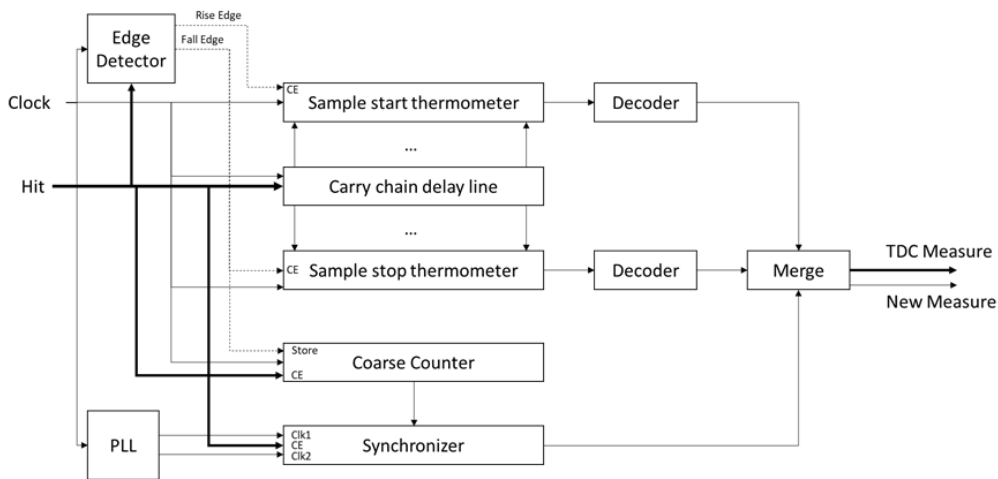 Rise Edge
Edge
Detector
Fall Edge
CE
Clock
Sample start thermometer
Decoder
...
Hit
Carry chain delay line
...
TDC Measure
CE
Sample stop thermometer
Decoder
Merge
New Measure
Store
Coarse Counter
CE
PLL
Clk1
CE
Synchronizer
Clk2